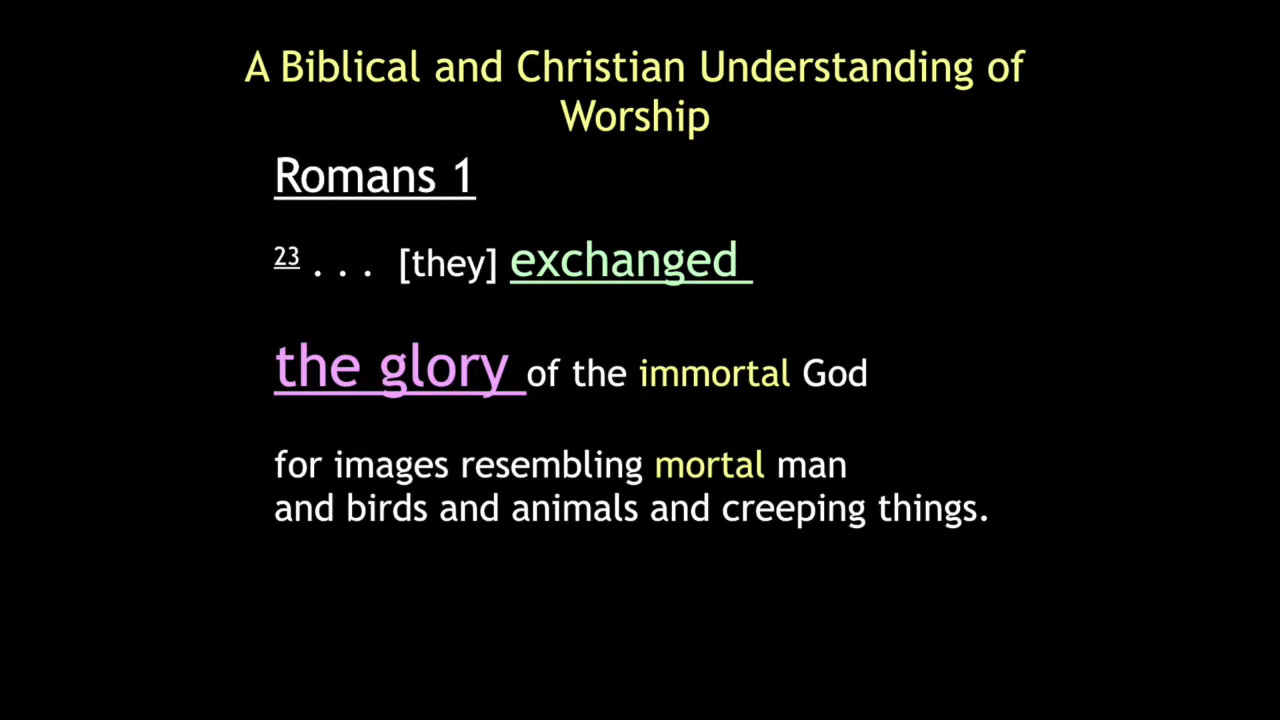 A Biblical and Christian Understanding of
Worship
Romans 1
23 . . . [they] exchanged
the glory of the immortal God
for images resembling mortal man
and birds and animals and creeping things.